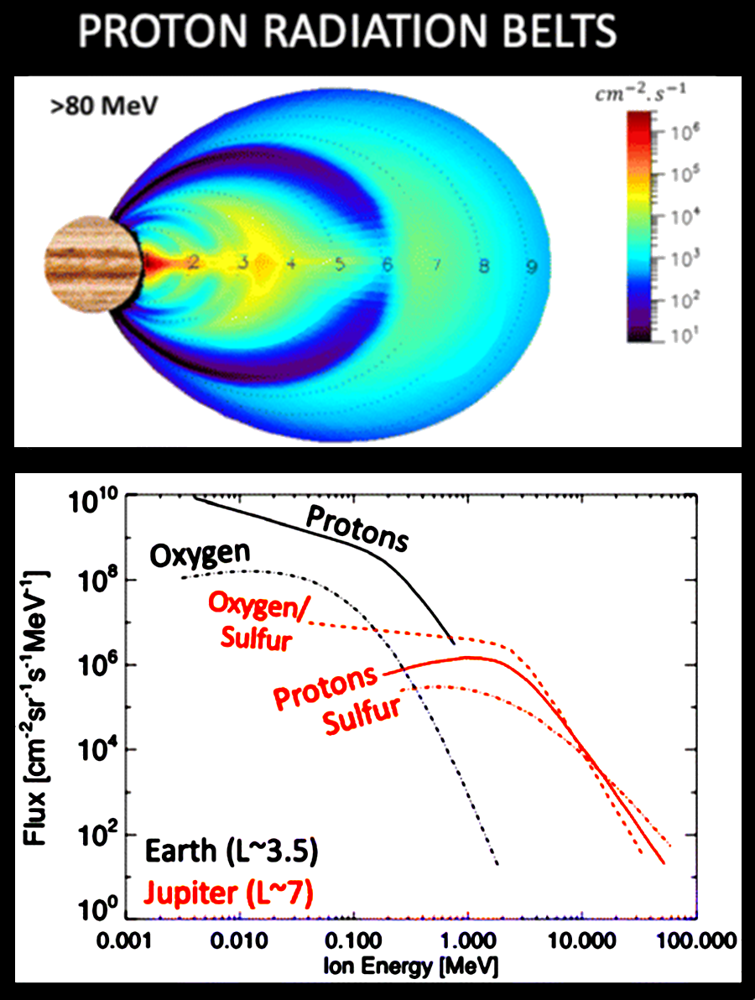 PROTON RADIATION BELTS
>80 MeV
cm⁻².s⁻¹
10⁶
10⁵
10⁴
10³
10²
10¹
2 3 4 5 6 7 8 9
10¹⁰
10⁸
10⁶
10⁴
10²
10⁰
Flux [cm⁻²sr⁻¹s⁻¹MeV⁻¹]
Protons
Oxygen
Oxygen/
Sulfur
Protons
Sulfur
Earth (L~3.5)
Jupiter (L~7)
0.001 0.010 0.100 1.000 10.000 100.000
Ion Energy [MeV]